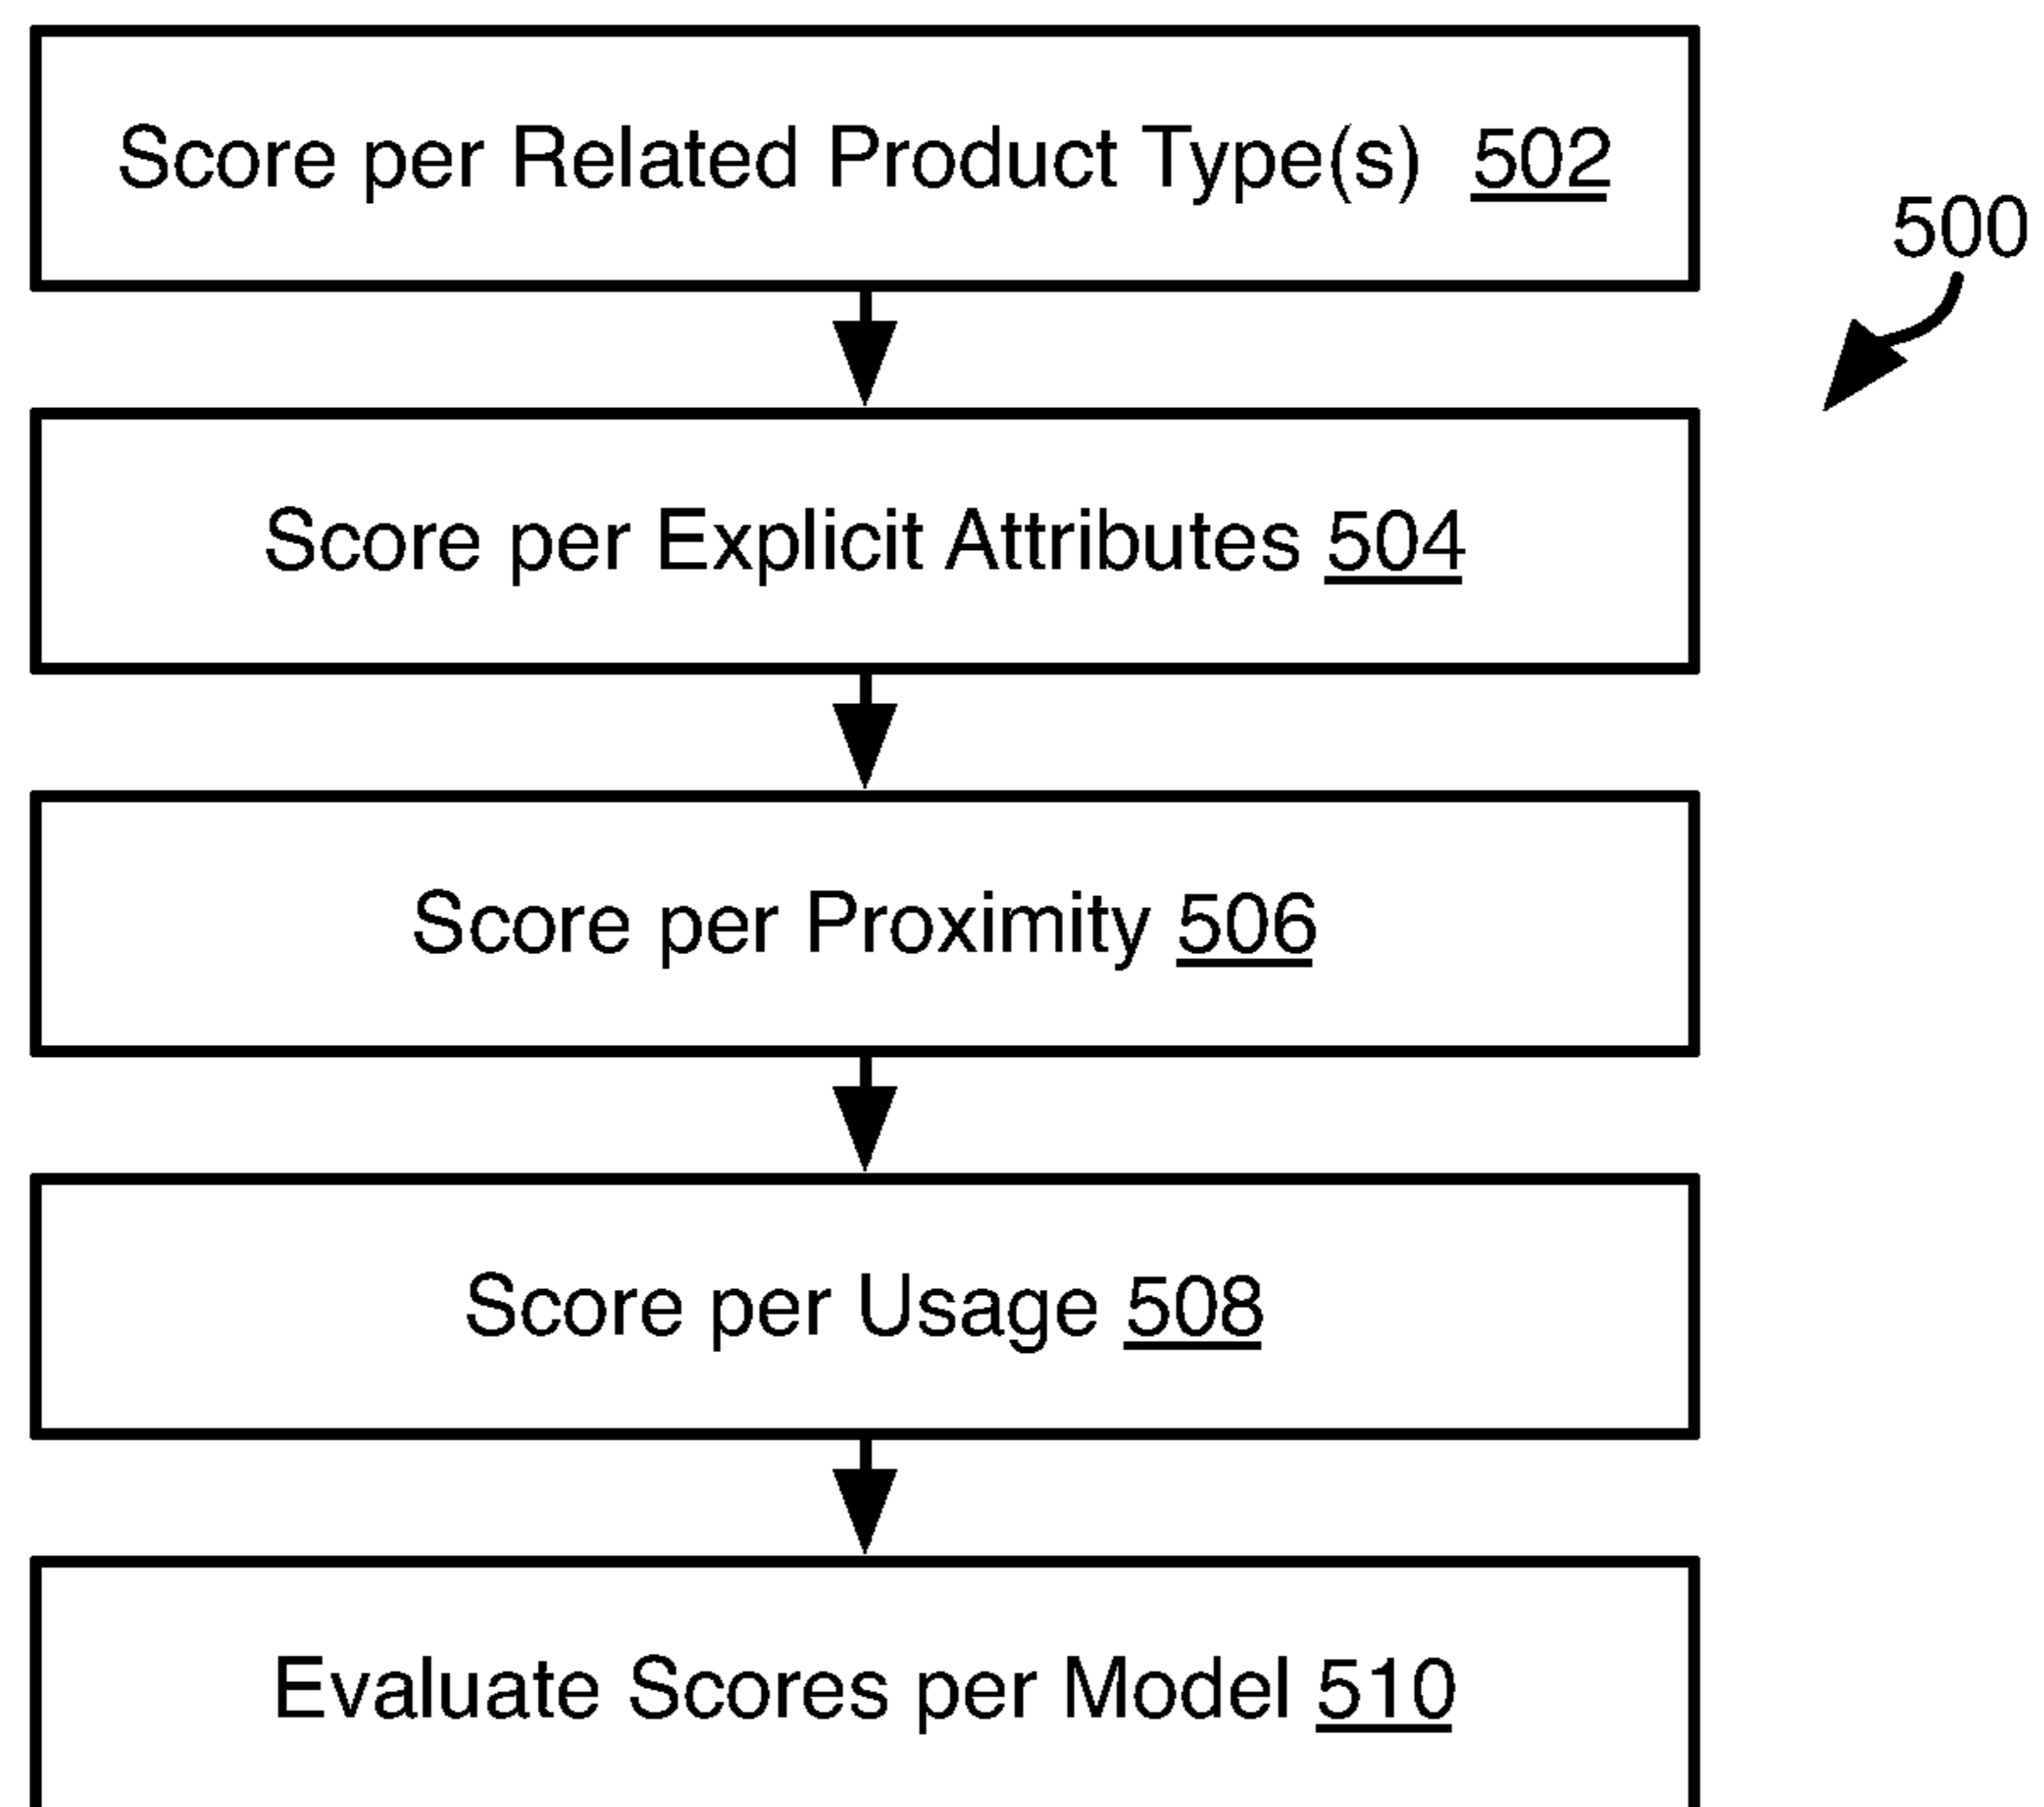 Score per Related Product Type(s) 502
500
Score per Explicit Attributes 504
Score per Proximity 506
Score per Usage 508
Evaluate Scores per Model 510